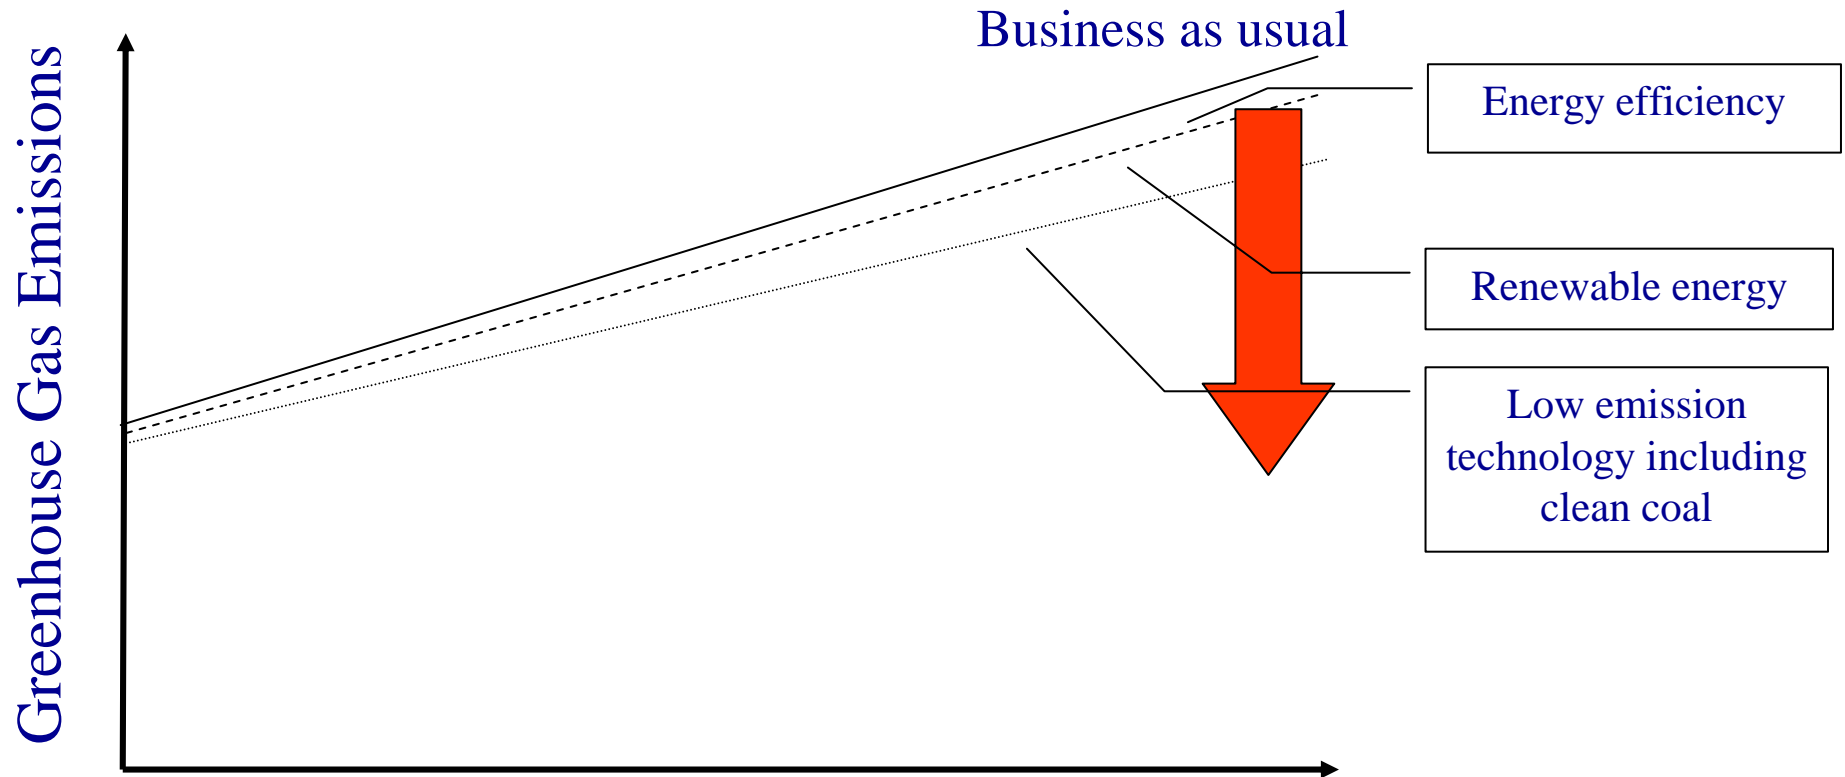 Business as usual
Greenhouse Gas Emissions
Energy efficiency
Renewable energy
Low emission
technology including
clean coal